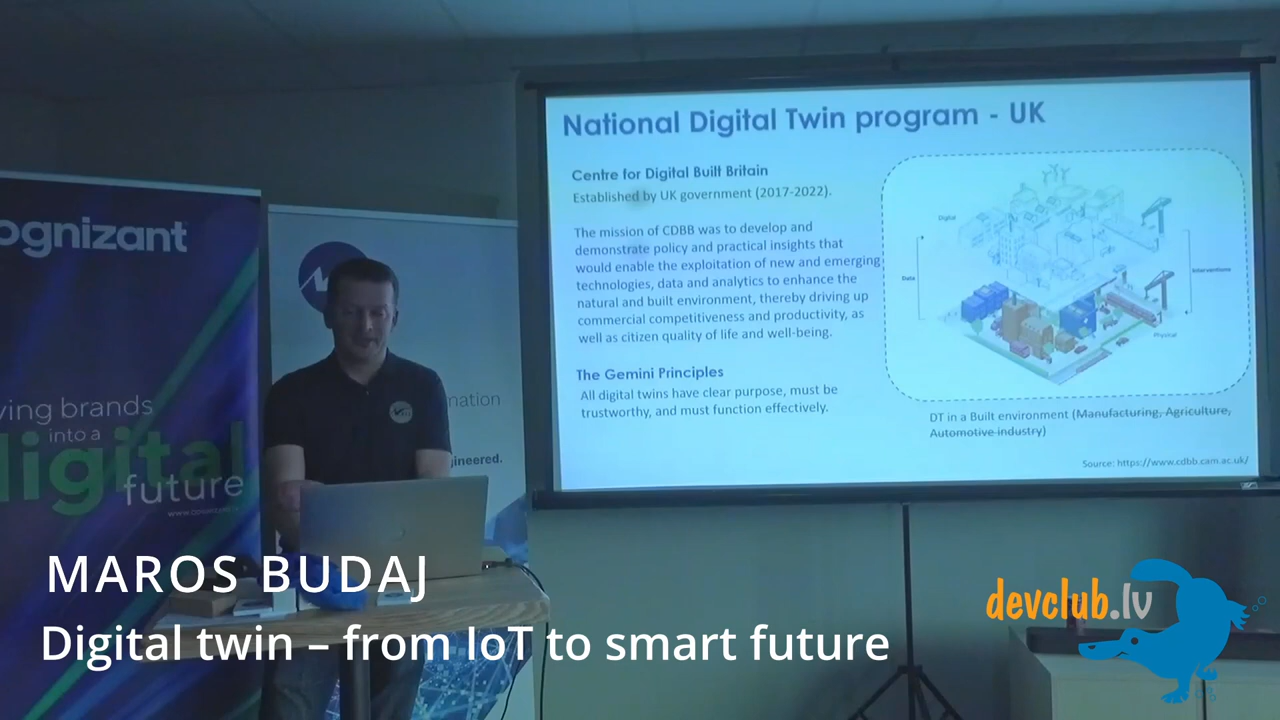 National Digital Twin program - UK
Centre for Digital Built Britain
Established by UK government (2017-2022).
The mission of CDBB was to develop and
demonstrate policy and practical insights that
would enable the exploitation of new and emerging
technologies, data and analytics to enhance the
natural and built environment, thereby driving up
commercial competitiveness and productivity, as
well as citizen quality of life and well-being.
The Gemini Principles
All digital twins have clear purpose, must be
trustworthy, and must function effectively.
Digital
Data
Interventions
Physical
DT in a Built environment (Manufacturing, Agriculture,
Automotive industry)
Source: https://www.cdbb.cam.ac.uk/
ognizant
ving brands
into a
digital
future
nation
gineered.
MAROS BUDAJ
Digital twin – from IoT to smart future
devclub.lv